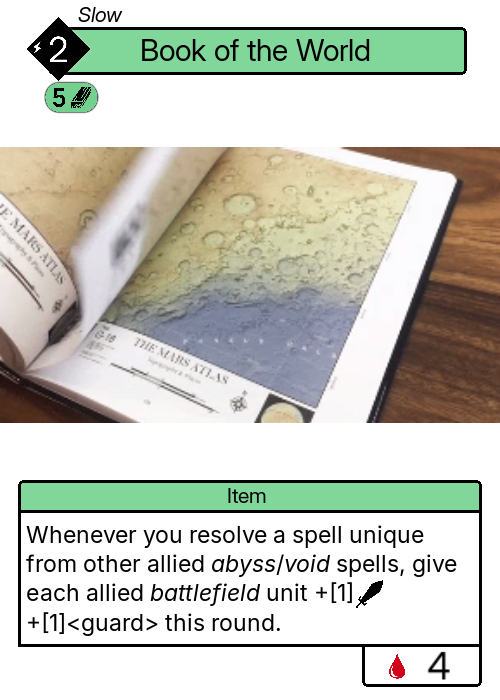 Slow
2
Book of the World
5
THE MARS ATLAS
G-16
THE MARS ATLAS
Item
Whenever you resolve a spell unique
from other allied abyss/void spells, give
each allied battlefield unit +[1]
+[1]<guard> this round.
4